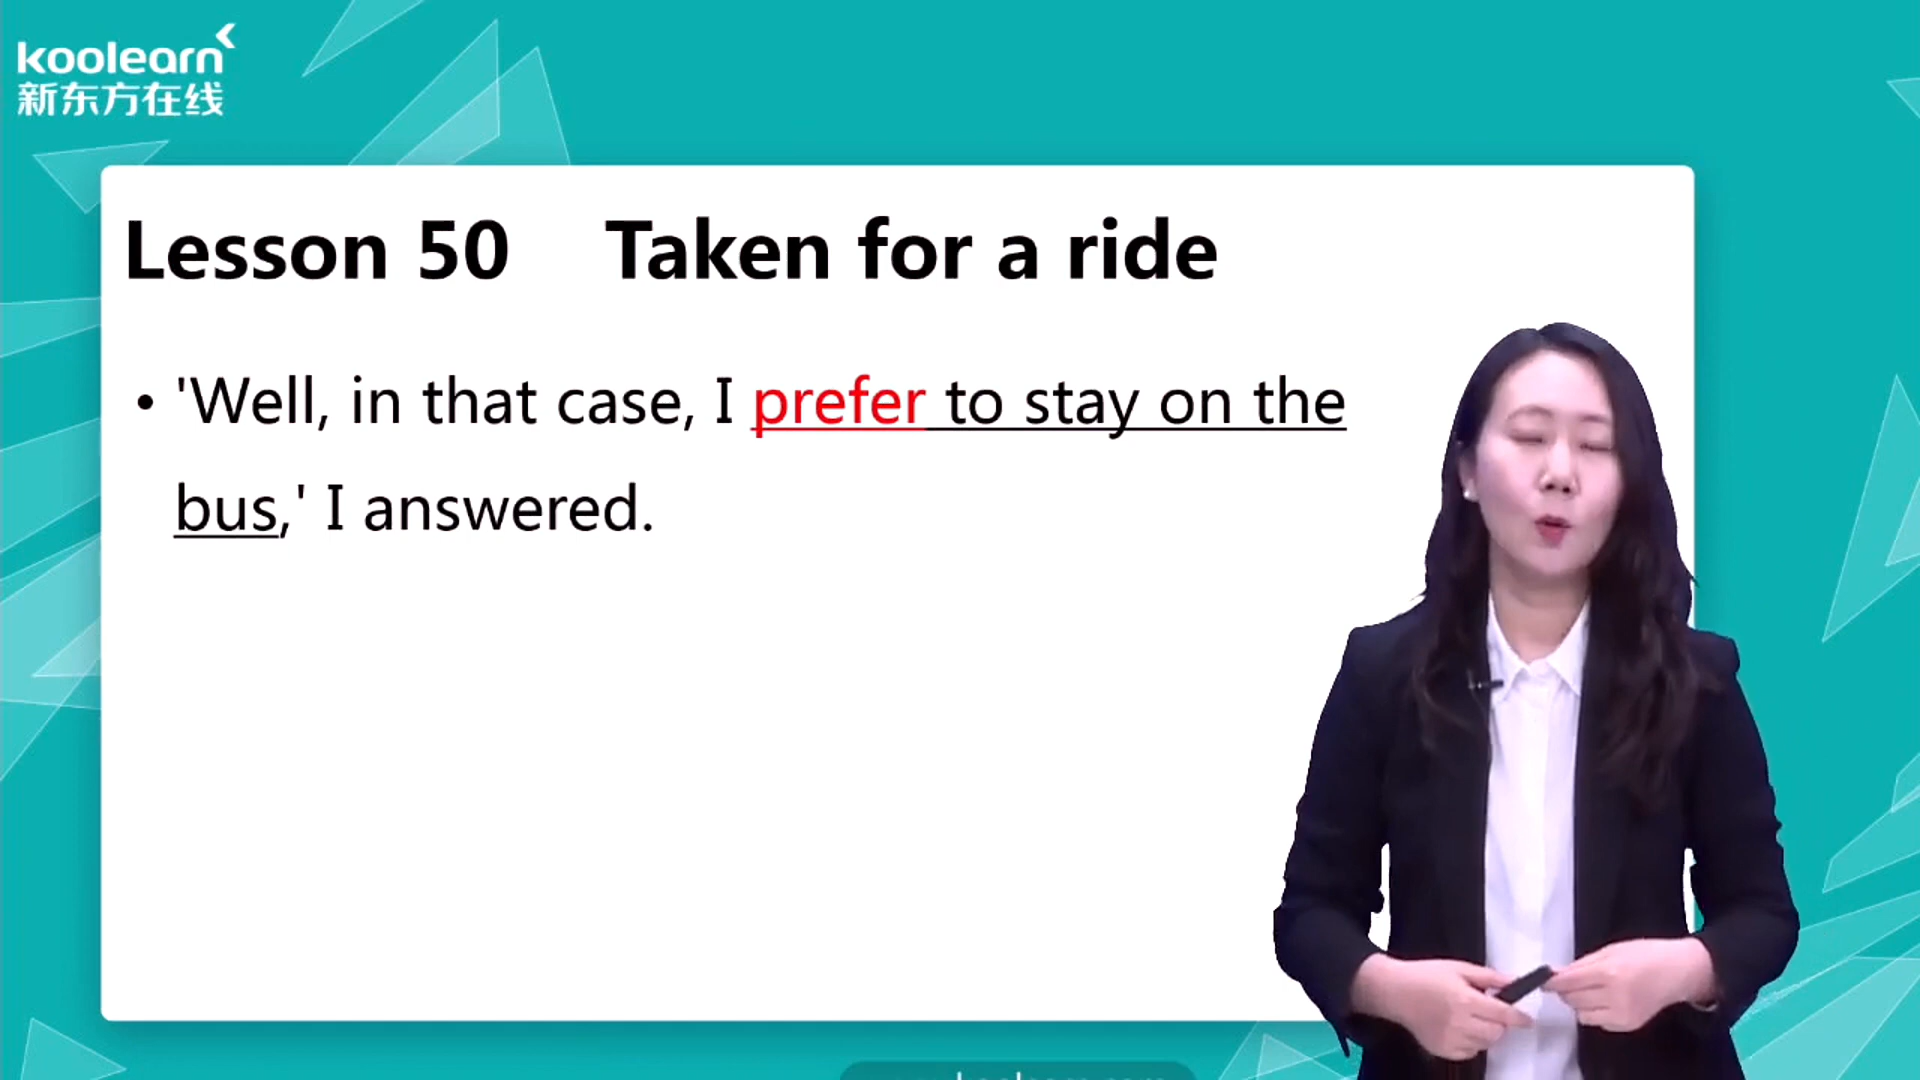 koolearn
新东方在线
Lesson 50 Taken for a ride
• 'Well, in that case, I prefer to stay on the
bus,' I answered.